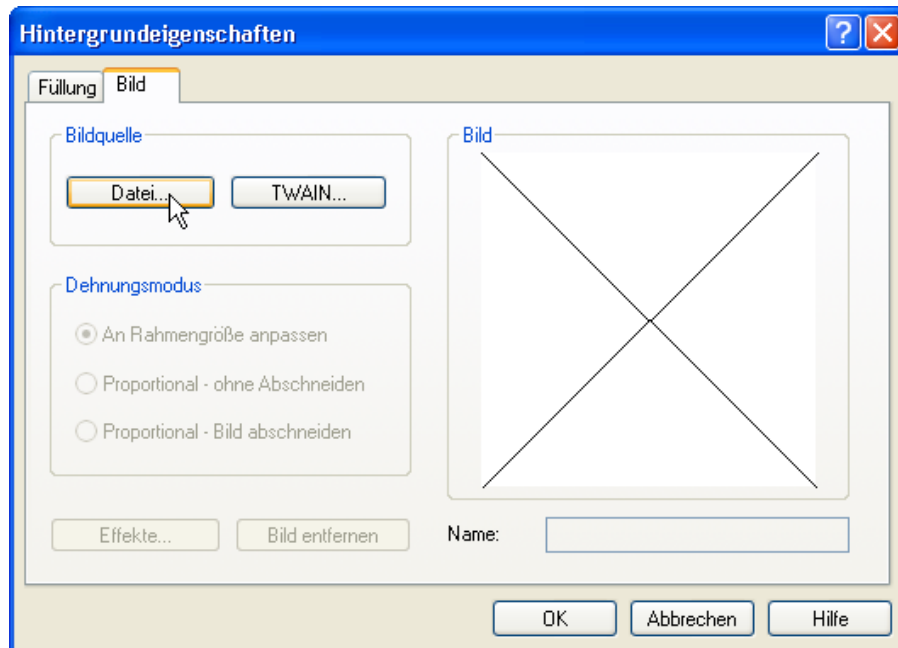 Hintergrundeigenschaften
Füllung
Bild
Bildquelle
Datei...
TWAIN...
Dehnungsmodus
An Rahmengröße anpassen
Proportional - ohne Abschneiden
Proportional - Bild abschneiden
Effekte...
Bild entfernen
Bild
Name:
OK
Abbrechen
Hilfe